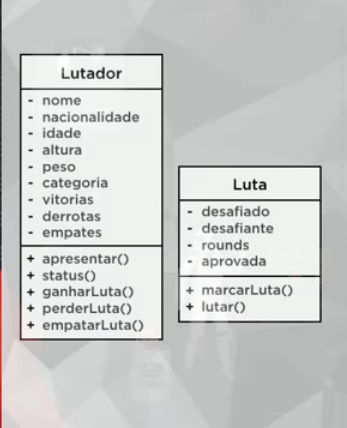 Lutador
- nome
- nacionalidade
- idade
- altura
- peso
- categoria
- vitorias
- derrotas
- empates
+ apresentar()
+ status()
+ ganharLuta()
+ perderLuta()
+ empatarLuta()
Luta
- desafiado
- desafiante
- rounds
- aprovada
+ marcarLuta()
+ lutar()